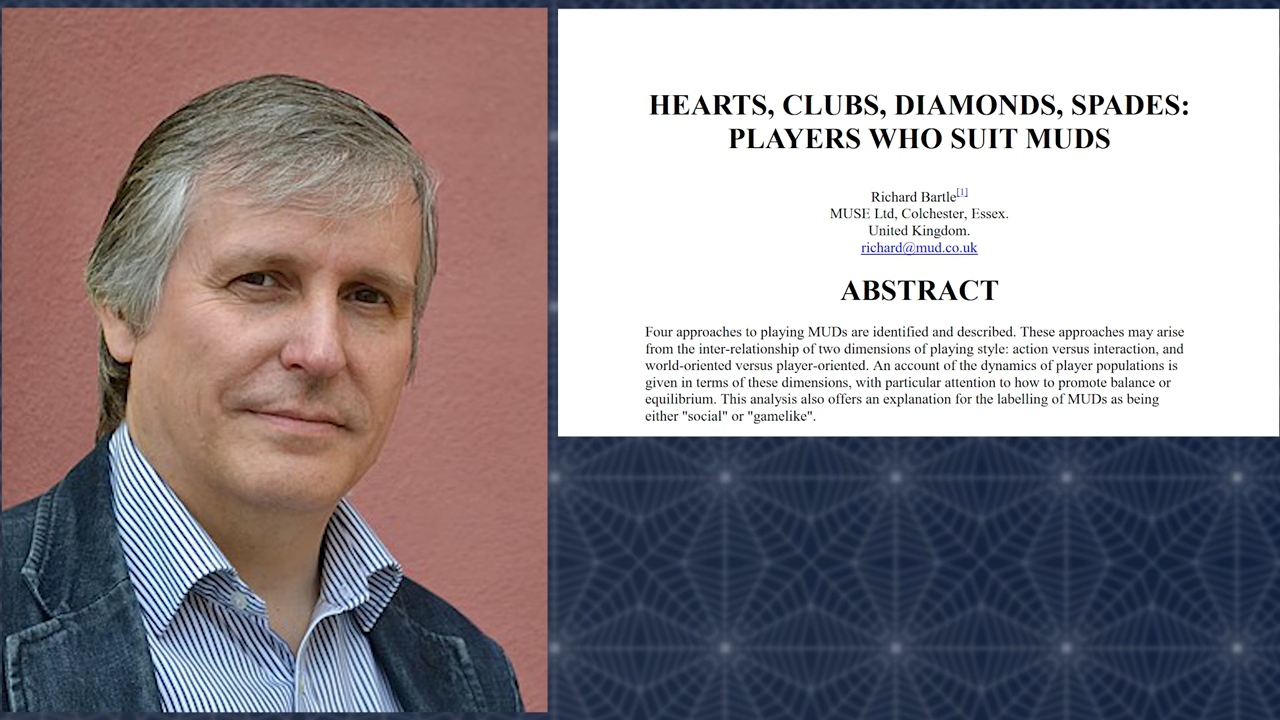 HEARTS, CLUBS, DIAMONDS, SPADES:
PLAYERS WHO SUIT MUDS
Richard Bartle[1]
MUSE Ltd, Colchester, Essex.
United Kingdom.
richard@mud.co.uk
ABSTRACT
Four approaches to playing MUDs are identified and described. These approaches may arise
from the inter-relationship of two dimensions of playing style: action versus interaction, and
world-oriented versus player-oriented. An account of the dynamics of player populations is
given in terms of these dimensions, with particular attention to how to promote balance or
equilibrium. This analysis also offers an explanation for the labelling of MUDs as being
either "social" or "gamelike".